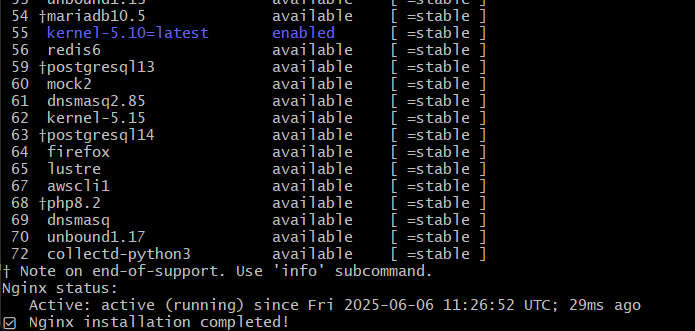 53  unbound1.13              available    [ =stable ]
54 †mariadb10.5              available    [ =stable ]
55  kernel-5.10=latest       enabled      [ =stable ]
56  redis6                   available    [ =stable ]
59 †postgresql13             available    [ =stable ]
60  mock2                    available    [ =stable ]
61  dnsmasq2.85              available    [ =stable ]
62  kernel-5.15              available    [ =stable ]
63 †postgresql14             available    [ =stable ]
64  firefox                  available    [ =stable ]
65  lustre                   available    [ =stable ]
67  awscli1                  available    [ =stable ]
68 †php8.2                   available    [ =stable ]
69  dnsmasq                  available    [ =stable ]
70  unbound1.17              available    [ =stable ]
72  collectd-python3         available    [ =stable ]
† Note on end-of-support. Use 'info' subcommand.
Nginx status:
   Active: active (running) since Fri 2025-06-06 11:26:52 UTC; 29ms ago
☑ Nginx installation completed!